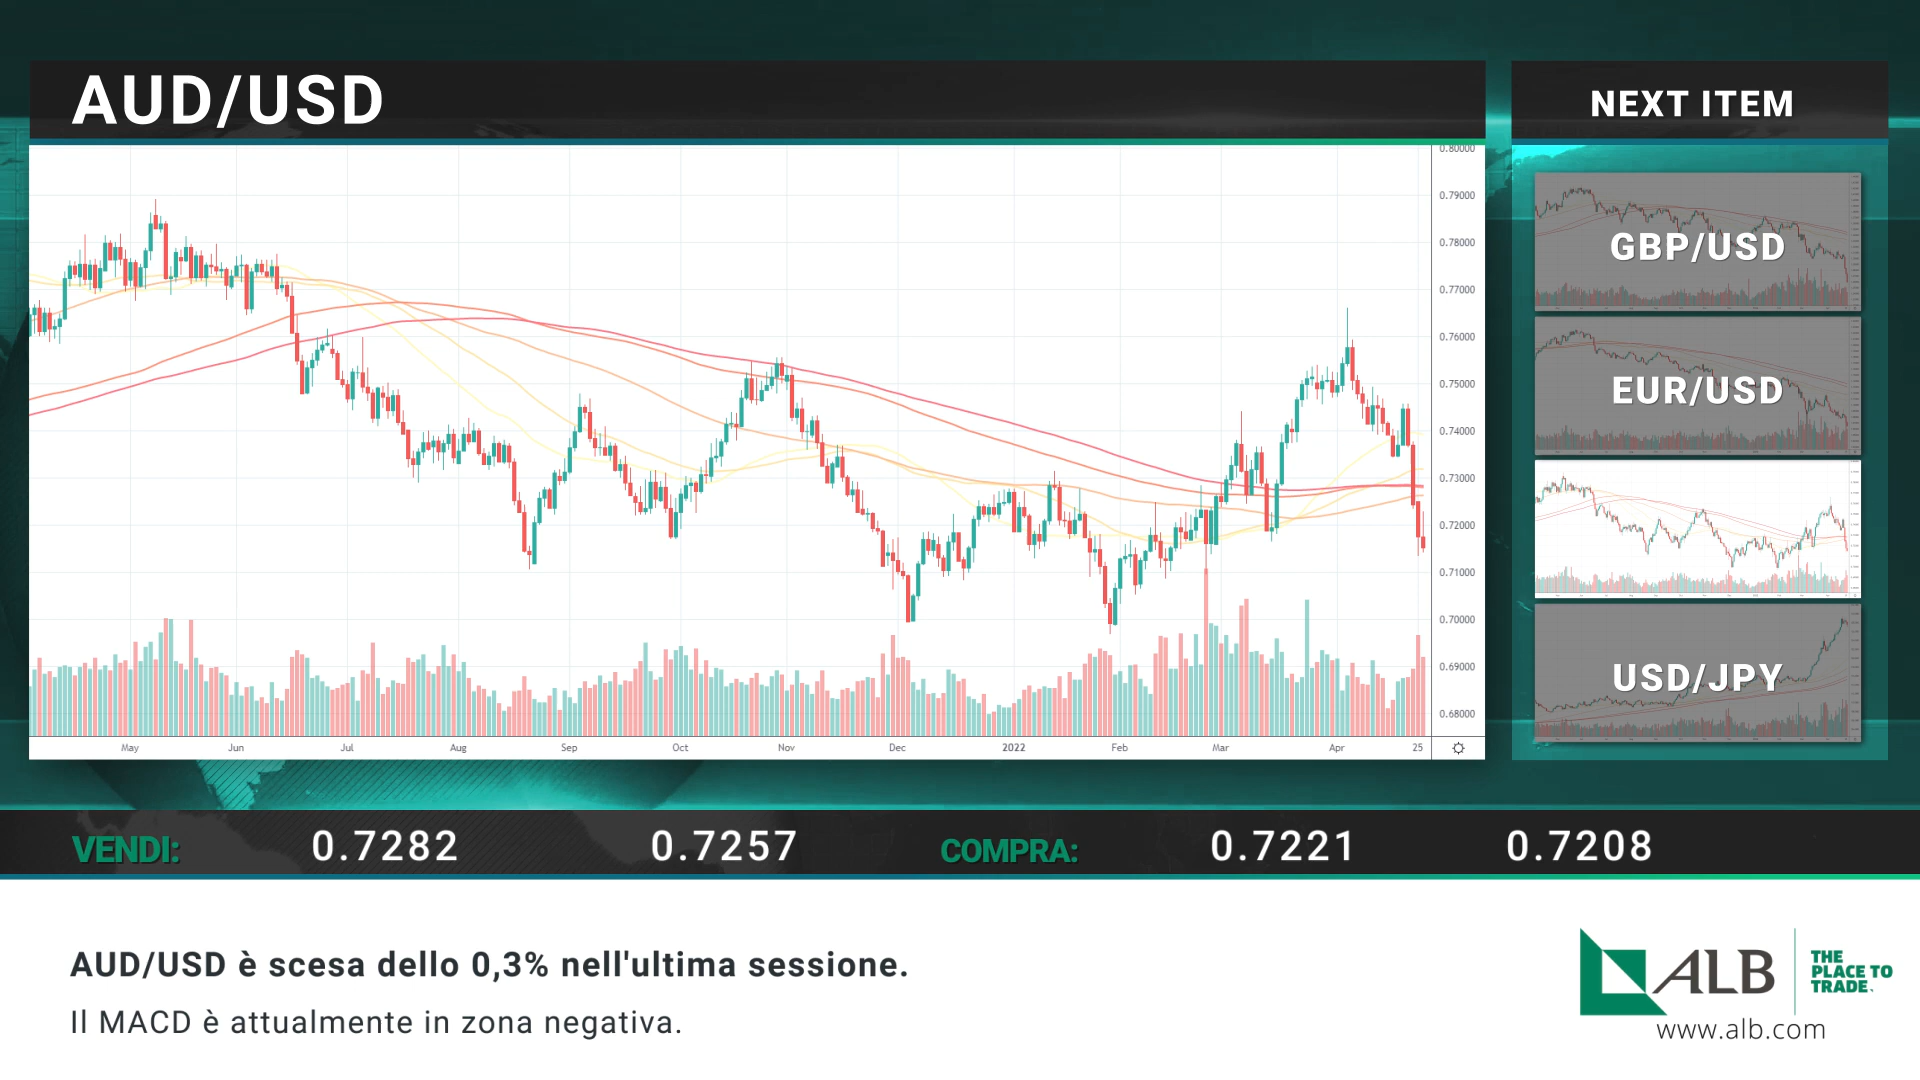 AUD/USD
NEXT ITEM
0.80000
0.79000
0.78000
0.77000
0.76000
0.75000
0.74000
0.73000
0.72000
0.71000
0.70000
0.69000
0.68000
May Jun Jul Aug Sep Oct Nov Dec 2022 Feb Mar Apr 25
GBP/USD
EUR/USD
USD/JPY
VENDI: 0.7282 0.7257 COMPRA: 0.7221 0.7208
AUD/USD è scesa dello 0,3% nell'ultima sessione.
Il MACD è attualmente in zona negativa.
ALB
THE
PLACE TO
TRADE.
www.alb.com